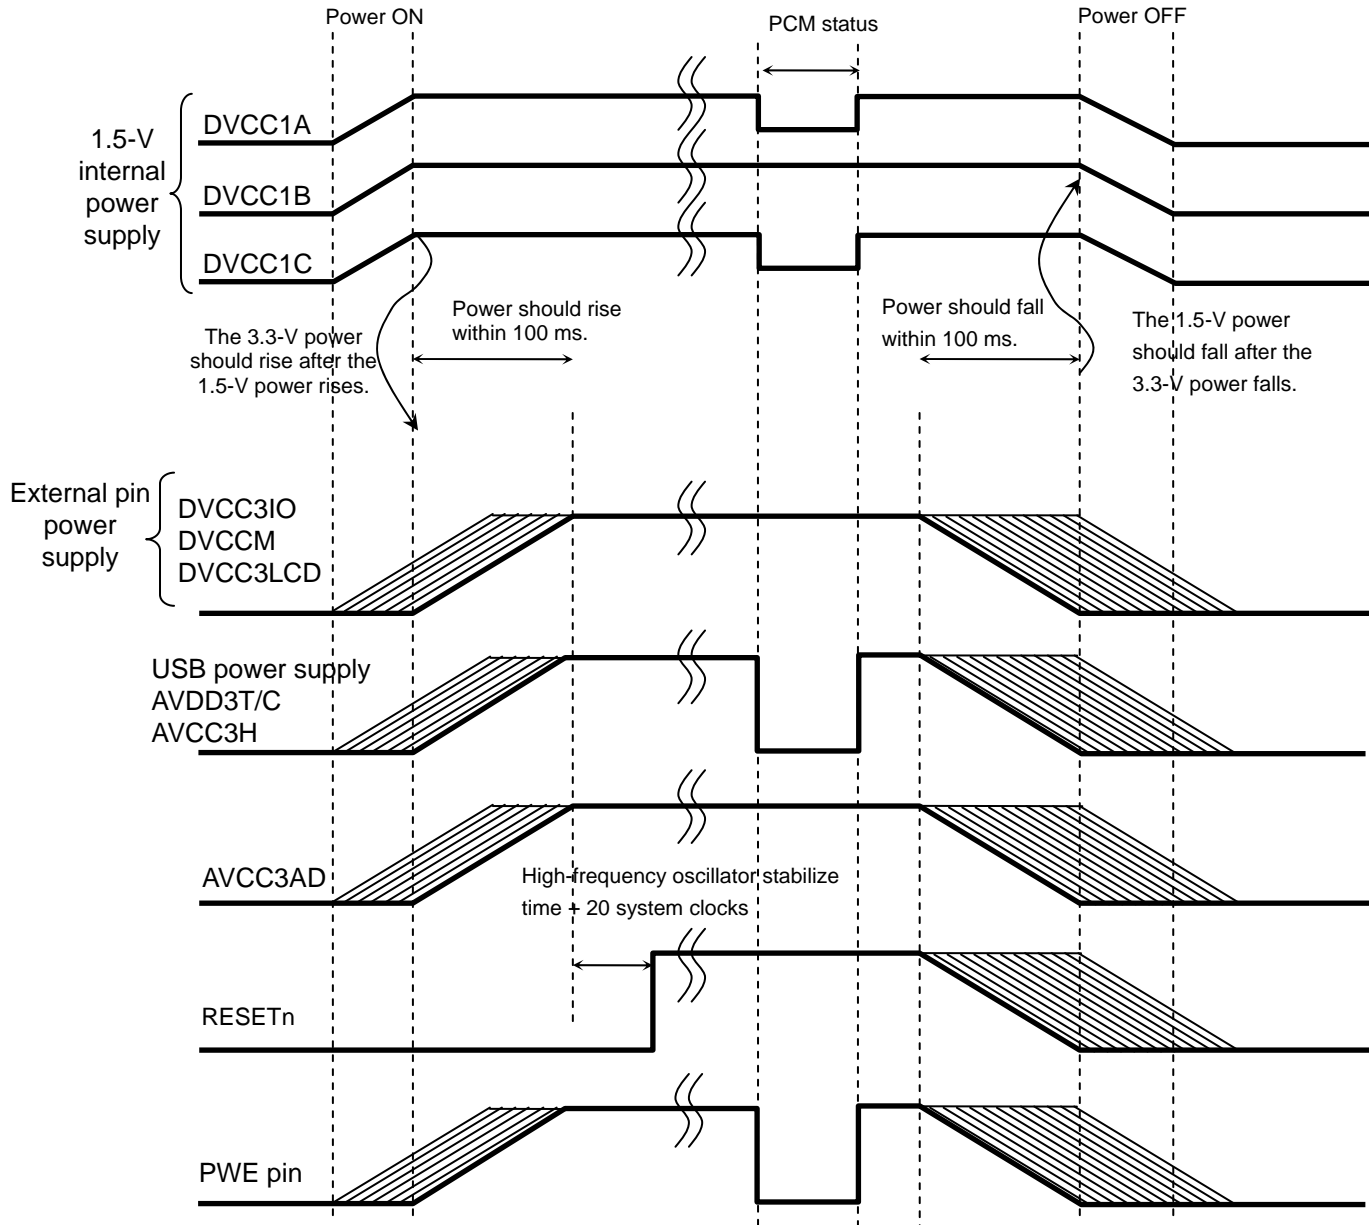 Power ON
PCM status
Power OFF
1.5-V
internal
power
supply
DVCC1A
DVCC1B
DVCC1C
The 3.3-V power
should rise after the
1.5-V power rises.
Power should rise
within 100 ms.
Power should fall
within 100 ms.
The 1.5-V power
should fall after the
3.3-V power falls.
External pin
power
supply
DVCC3IO
DVCCM
DVCC3LCD
USB power supply
AVDD3T/C
AVCC3H
AVCC3AD
High-frequency oscillator stabilize
time + 20 system clocks
RESETn
PWE pin